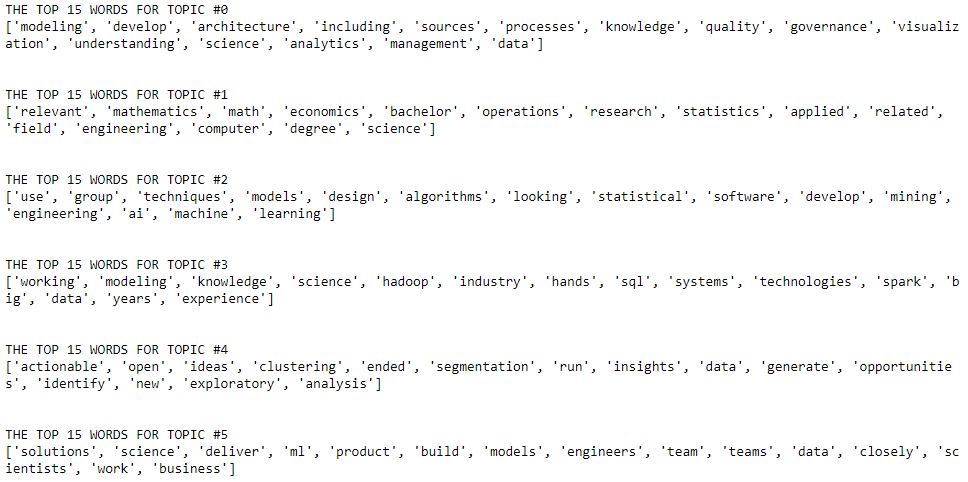 THE TOP 15 WORDS FOR TOPIC #0
['modeling', 'develop', 'architecture', 'including', 'sources', 'processes', 'knowledge', 'quality', 'governance', 'visualiz
ation', 'understanding', 'science', 'analytics', 'management', 'data']
THE TOP 15 WORDS FOR TOPIC #1
['relevant', 'mathematics', 'math', 'economics', 'bachelor', 'operations', 'research', 'statistics', 'applied', 'related',
'field', 'engineering', 'computer', 'degree', 'science']
THE TOP 15 WORDS FOR TOPIC #2
['use', 'group', 'techniques', 'models', 'design', 'algorithms', 'looking', 'statistical', 'software', 'develop', 'mining',
'engineering', 'ai', 'machine', 'learning']
THE TOP 15 WORDS FOR TOPIC #3
['working', 'modeling', 'knowledge', 'science', 'hadoop', 'industry', 'hands', 'sql', 'systems', 'technologies', 'spark', 'b
ig', 'data', 'years', 'experience']
THE TOP 15 WORDS FOR TOPIC #4
['actionable', 'open', 'ideas', 'clustering', 'ended', 'segmentation', 'run', 'insights', 'data', 'generate', 'opportunitie
s', 'identify', 'new', 'exploratory', 'analysis']
THE TOP 15 WORDS FOR TOPIC #5
['solutions', 'science', 'deliver', 'ml', 'product', 'build', 'models', 'engineers', 'team', 'teams', 'data', 'closely', 'sc
ientists', 'work', 'business']